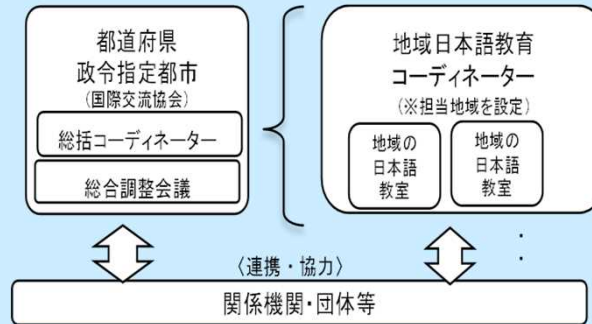 都道府県
政令指定都市
(国際交流協会)
総括コーディネーター
総合調整会議
地域日本語教育
コーディネーター
(※担当地域を設定)
地域の
日本語
教室
地域の
日本語
教室
:
〈連携・協力〉
関係機関・団体等